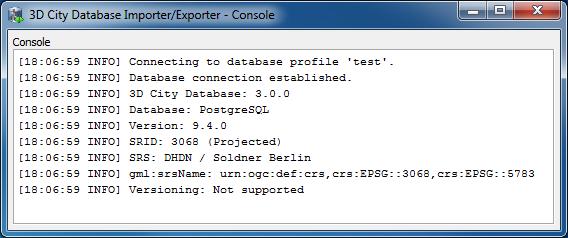 3D City Database Importer/Exporter - Console
Console
[18:06:59 INFO] Connecting to database profile 'test'.
[18:06:59 INFO] Database connection established.
[18:06:59 INFO] 3D City Database: 3.0.0
[18:06:59 INFO] Database: PostgreSQL
[18:06:59 INFO] Version: 9.4.0
[18:06:59 INFO] SRID: 3068 (Projected)
[18:06:59 INFO] SRS: DHDN / Soldner Berlin
[18:06:59 INFO] gml:srsName: urn:ogc:def:crs,crs:EPSG::3068,crs:EPSG::5783
[18:06:59 INFO] Versioning: Not supported